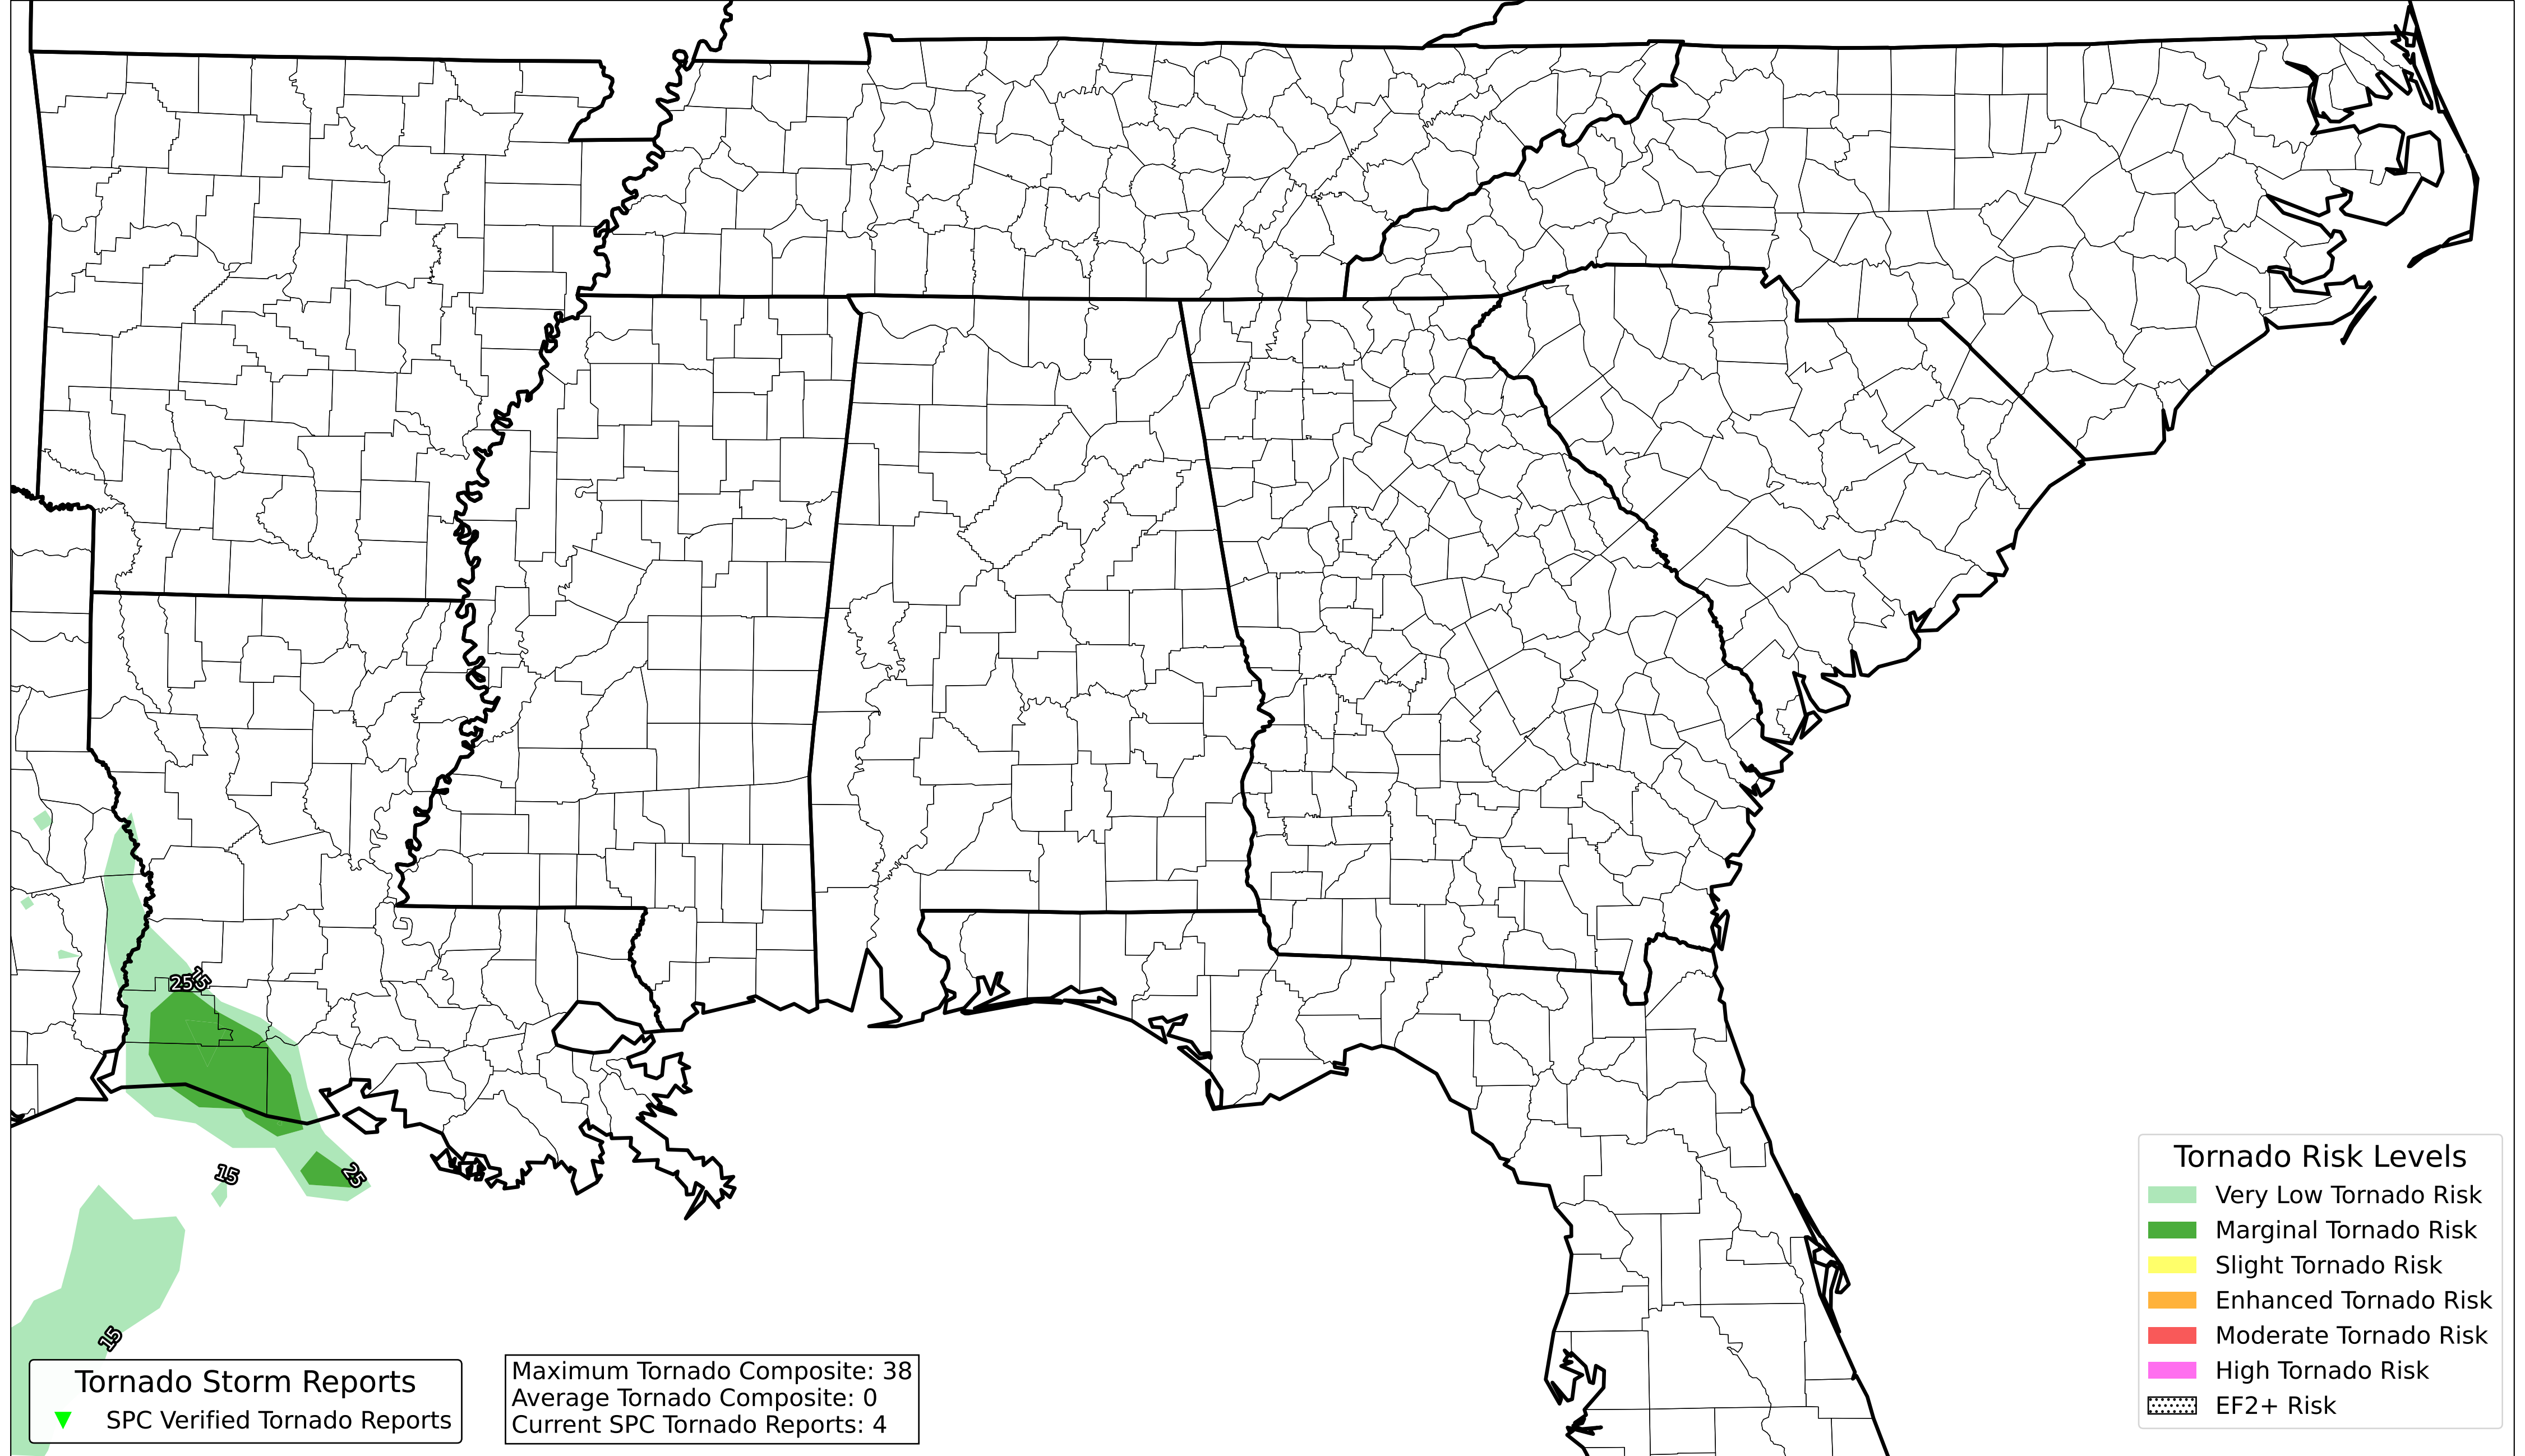 25
15
15
25
15
Tornado Storm Reports
SPC Verified Tornado Reports
Maximum Tornado Composite: 38
Average Tornado Composite: 0
Current SPC Tornado Reports: 4
Tornado Risk Levels
Very Low Tornado Risk
Marginal Tornado Risk
Slight Tornado Risk
Enhanced Tornado Risk
Moderate Tornado Risk
High Tornado Risk
EF2+ Risk